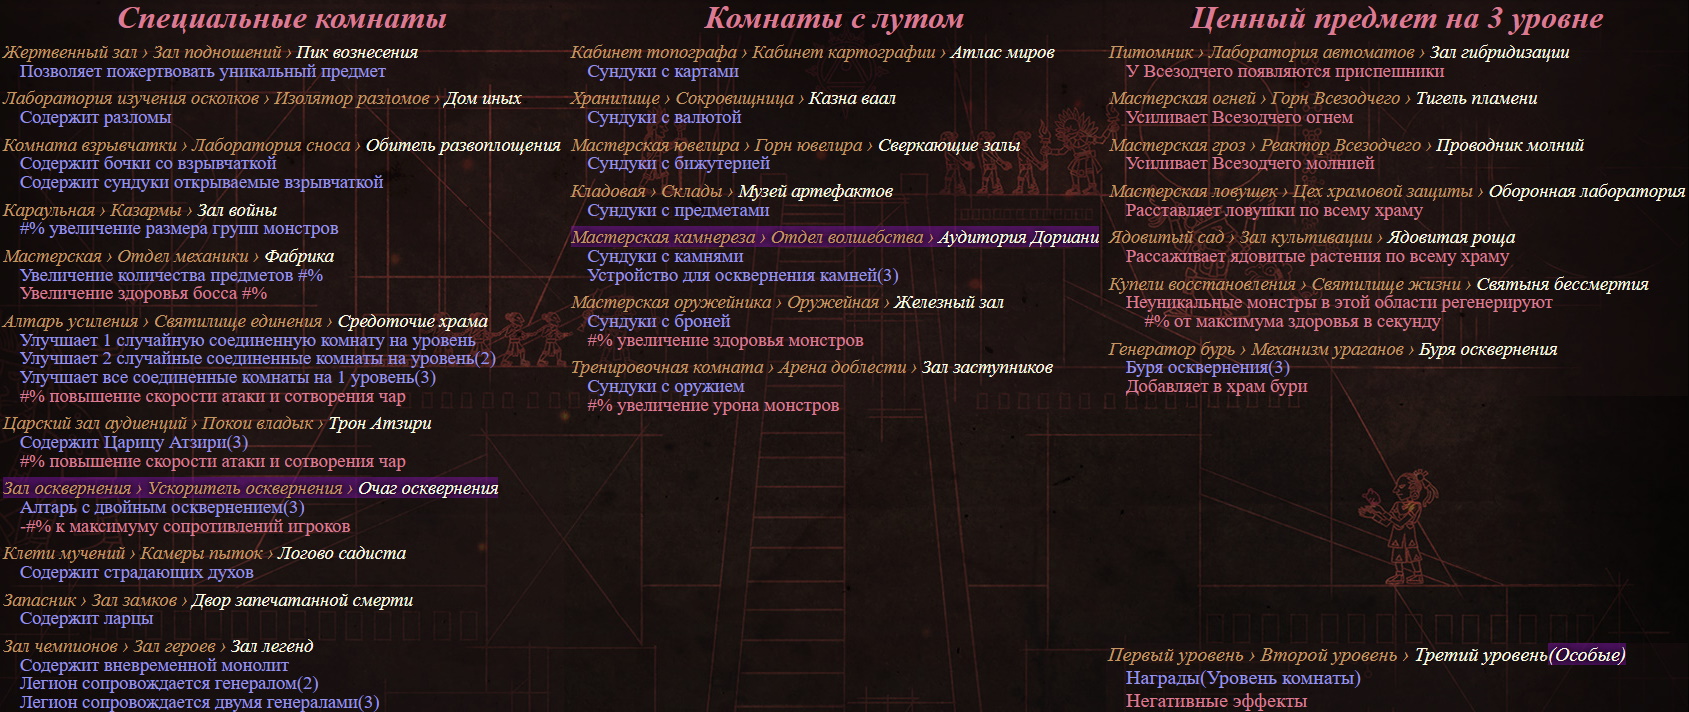 Специальные комнаты
Жертвенный зал › Зал подношений › Пик вознесения
Позволяет пожертвовать уникальный предмет
Лаборатория изучения осколков › Изолятор разломов › Дом иных
Содержит разломы
Комната взрывчатки › Лаборатория сноса › Обитель развоплощения
Содержит бочки со взрывчаткой
Содержит сундуки открываемые взрывчаткой
Караульная › Казармы › Зал войны
#% увеличение размера групп монстров
Мастерская › Отдел механики › Фабрика
Увеличение количества предметов #%
Увеличение здоровья босса #%
Алтарь усиления › Святилище единения › Средоточие храма
Улучшает 1 случайную соединенную комнату на уровень
Улучшает 2 случайные соединенные комнаты на уровень(2)
Улучшает все соединенные комнаты на 1 уровень(3)
#% повышение скорости атаки и сотворения чар
Царский зал аудиенций › Покои владык › Трон Атзири
Содержит Царицу Атзири(3)
#% повышение скорости атаки и сотворения чар
Зал осквернения › Ускоритель осквернения › Очаг осквернения
Алтарь с двойным осквернением(3)
-#% к максимуму сопротивлений игроков
Клети мучений › Камеры пыток › Логово садиста
Содержит страдающих духов
Запасник › Зал замков › Двор запечатанной смерти
Содержит ларцы
Зал чемпионов › Зал героев › Зал легенд
Содержит вневременной монолит
Легион сопровождается генералом(2)
Легион сопровождается двумя генералами(3)
Комнаты с лутом
Кабинет топографа › Кабинет картографии › Атлас миров
Сундуки с картами
Хранилище › Сокровищница › Казна ваал
Сундуки с валютой
Мастерская ювелира › Горн ювелира › Сверкающие залы
Сундуки с бижутерией
Кладовая › Склады › Музей артефактов
Сундуки с предметами
Мастерская камнереза › Отдел волшебства › Аудитория Дориани
Сундуки с камнями
Устройство для осквернения камней(3)
Мастерская оружейника › Оружейная › Железный зал
Сундуки с броней
#% увеличение здоровья монстров
Тренировочная комната › Арена доблести › Зал заступников
Сундуки с оружием
#% увеличение урона монстров
Ценный предмет на 3 уровне
Питомник › Лаборатория автоматов › Зал гибридизации
У Всезодчего появляются приспешники
Мастерская огней › Горн Всезодчего › Тигель пламени
Усиливает Всезодчего огнем
Мастерская гроз › Реактор Всезодчего › Проводник молний
Усиливает Всезодчего молнией
Мастерская ловушек › Цех храмовой защиты › Оборонная лаборатория
Расставляет ловушки по всему храму
Ядовитый сад › Зал культивации › Ядовитая роща
Рассаживает ядовитые растения по всему храму
Купели восстановления › Святилище жизни › Святыня бессмертия
Неуникальные монстры в этой области регенерируют
#% от максимума здоровья в секунду
Генератор бурь › Механизм ураганов › Буря осквернения
Буря осквернения(3)
Добавляет в храм бури
Первый уровень › Второй уровень › Третий уровень(Особые)
Награды(Уровень комнаты)
Негативные эффекты